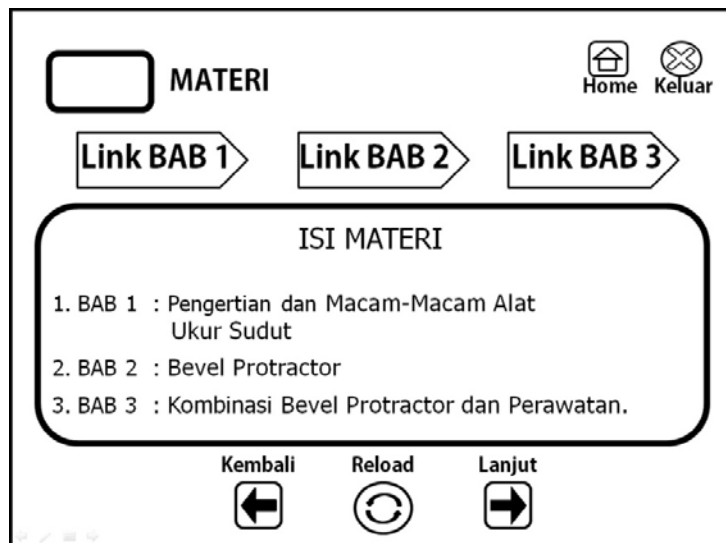 MATERI
Home Keluar
Link BAB 1 Link BAB 2 Link BAB 3
ISI MATERI
1. BAB 1 : Pengertian dan Macam-Macam Alat
Ukur Sudut
2. BAB 2 : Bevel Protractor
3. BAB 3 : Kombinasi Bevel Protractor dan Perawatan.
Kembali Reload Lanjut